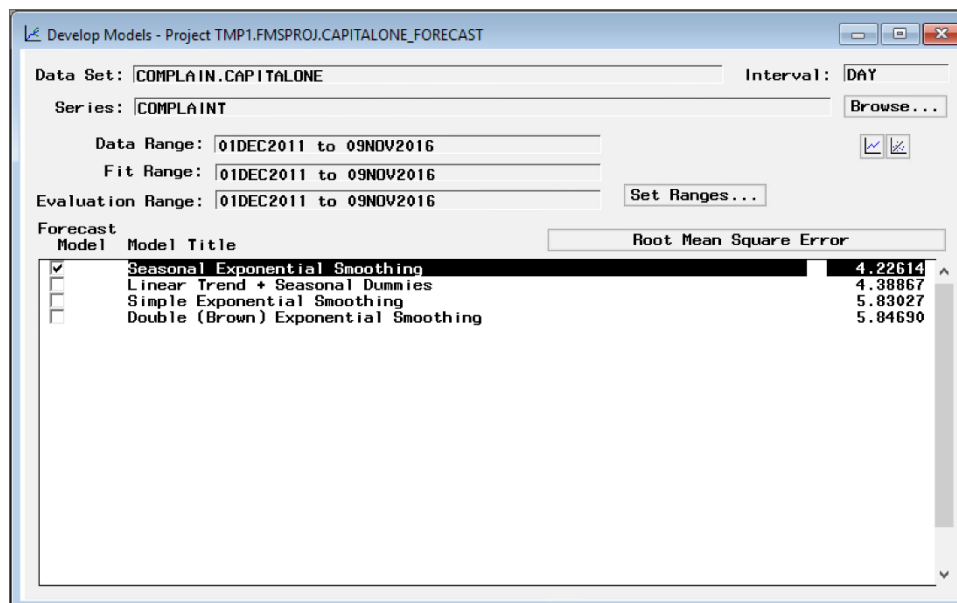 Develop Models - Project TMP1.FMSPROJ.CAPITALONE_FORECAST
Data Set: COMPLAIN.CAPITALONE Interval: DAY
Series: COMPLAINT Browse...
Data Range: 01DEC2011 to 09NOV2016
Fit Range: 01DEC2011 to 09NOV2016
Evaluation Range: 01DEC2011 to 09NOV2016 Set Ranges...
Forecast
Model Model Title Root Mean Square Error
Seasonal Exponential Smoothing 4.22614
Linear Trend + Seasonal Dummies 4.38867
Simple Exponential Smoothing 5.83027
Double (Brown) Exponential Smoothing 5.84690